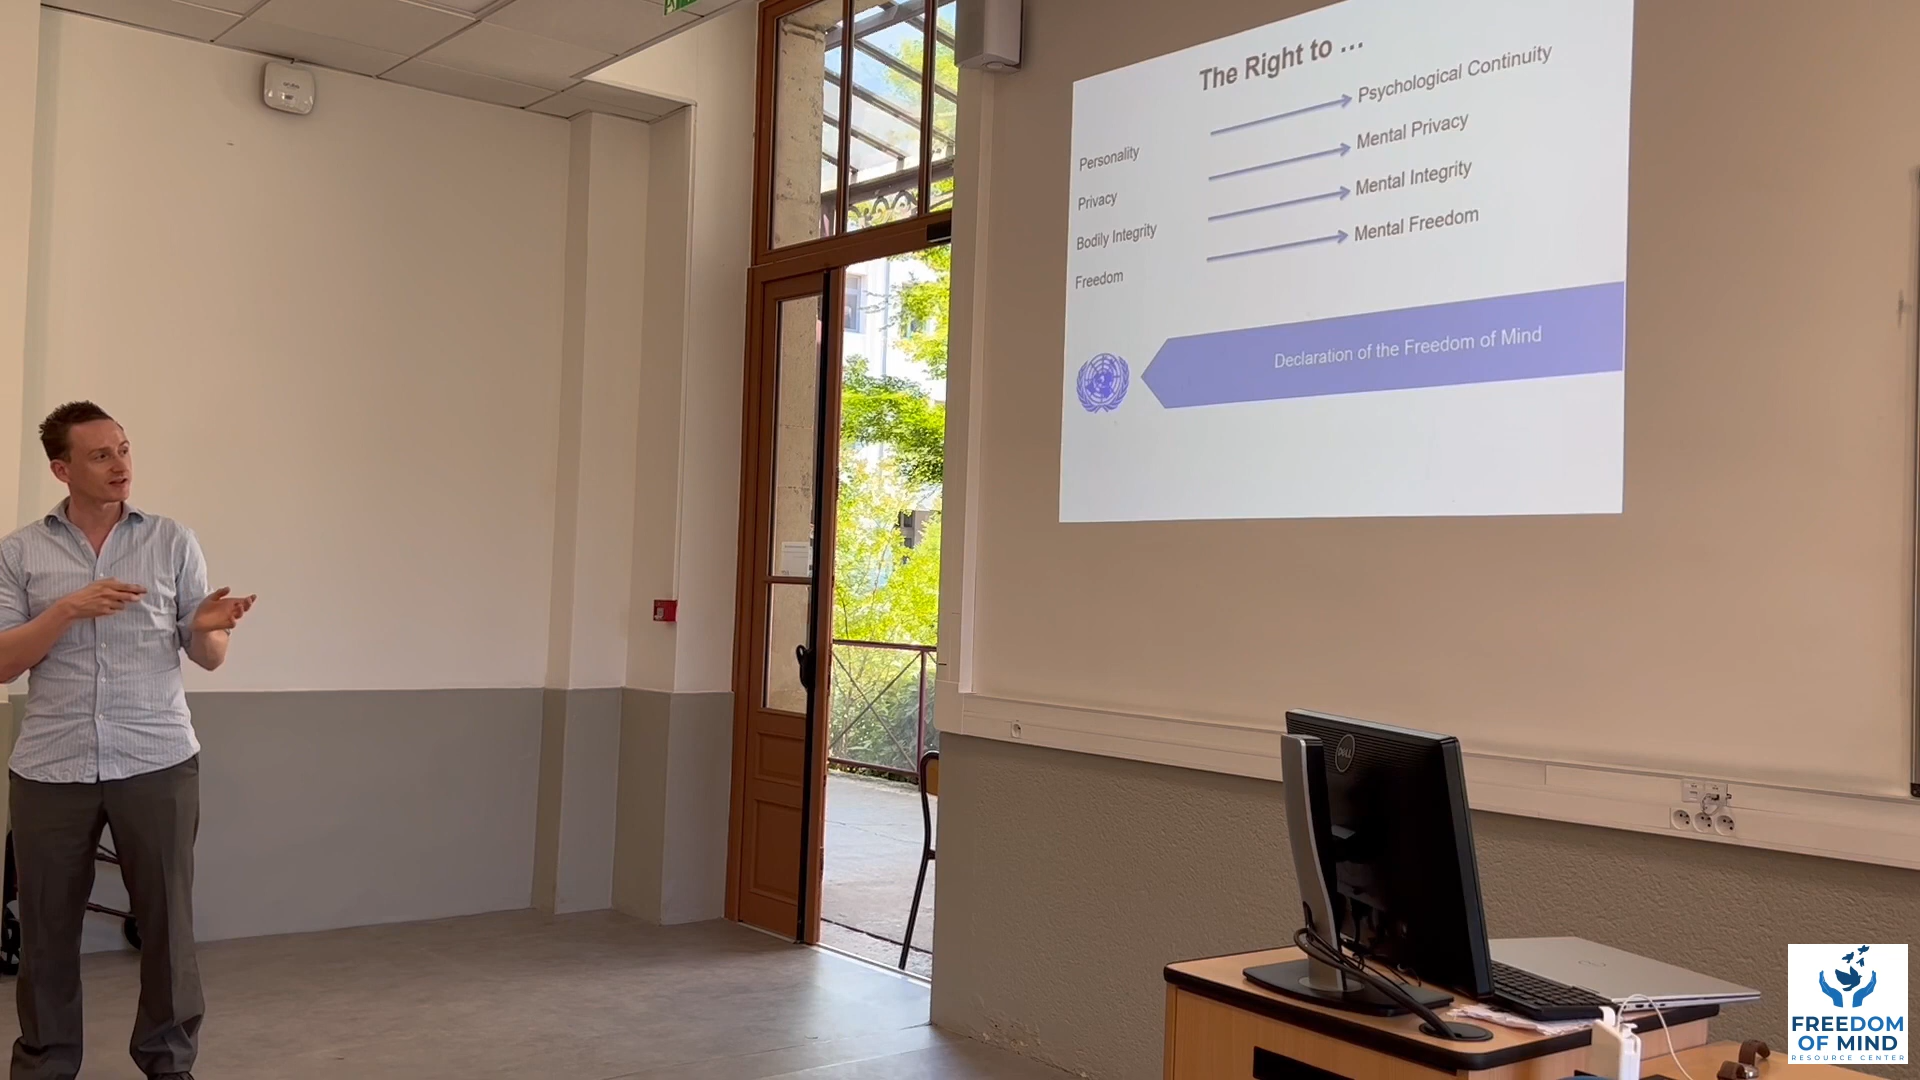 The Right to ...
Personality
Psychological Continuity
Privacy
Mental Privacy
Bodily Integrity
Mental Integrity
Freedom
Mental Freedom
Declaration of the Freedom of Mind
DELL
FREEDOM
OF MIND
RESOURCE CENTER